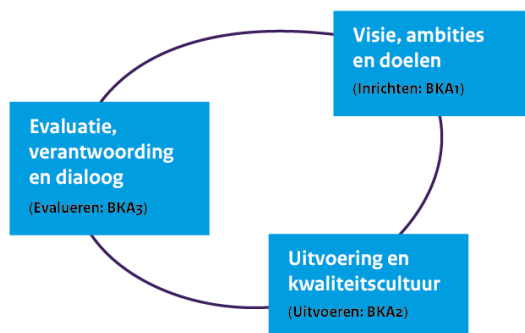 Visie, ambities
en doelen
(Inrichten: BKA1)
Evaluatie,
verantwoording
en dialoog
(Evalueren: BKA3)
Uitvoering en
kwaliteitscultuur
(Uitvoeren: BKA2)